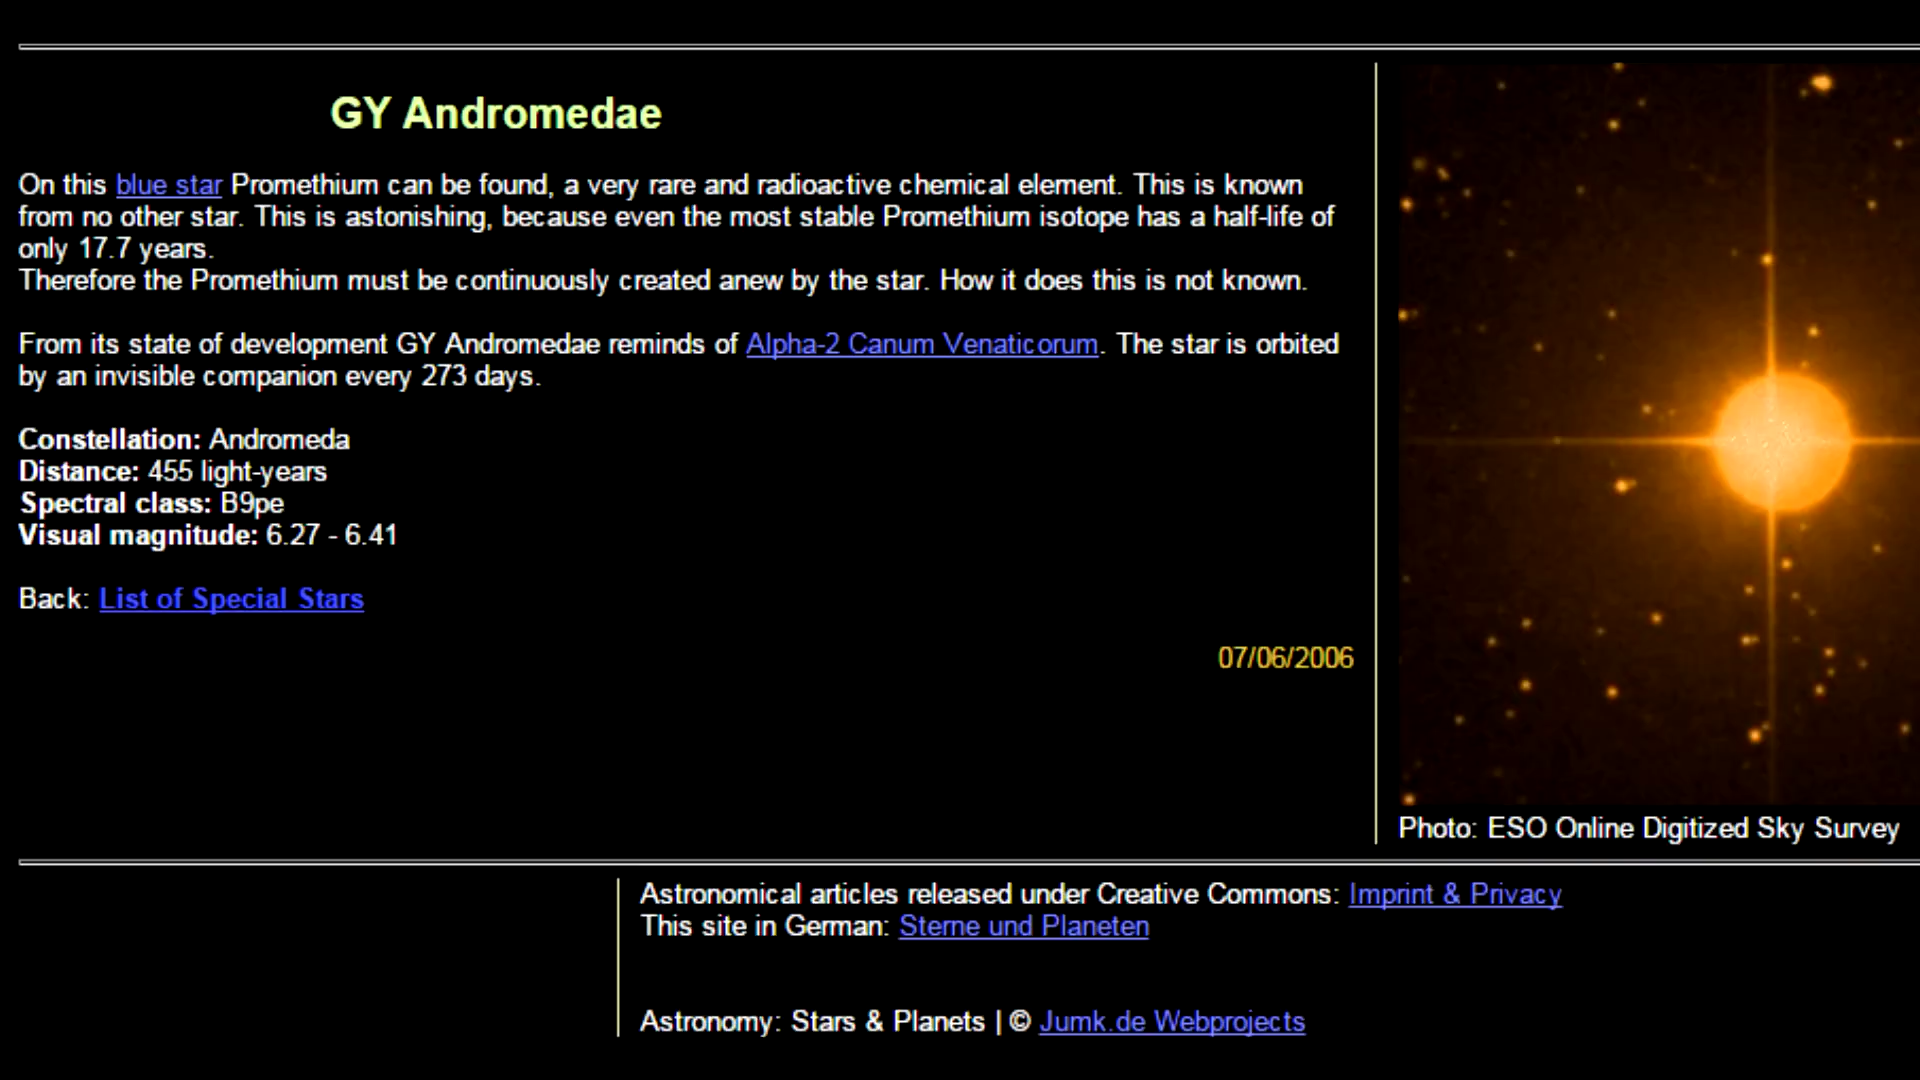 GY Andromedae
On this blue star Promethium can be found, a very rare and radioactive chemical element. This is known
from no other star. This is astonishing, because even the most stable Promethium isotope has a half-life of
only 17.7 years.
Therefore the Promethium must be continuously created anew by the star. How it does this is not known.
From its state of development GY Andromedae reminds of Alpha-2 Canum Venaticorum. The star is orbited
by an invisible companion every 273 days.
Constellation: Andromeda
Distance: 455 light-years
Spectral class: B9pe
Visual magnitude: 6.27 - 6.41
Back: List of Special Stars
07/06/2006
Photo: ESO Online Digitized Sky Survey
Astronomical articles released under Creative Commons: Imprint & Privacy
This site in German: Sterne und Planeten
Astronomy: Stars & Planets | © Jumk.de Webprojects